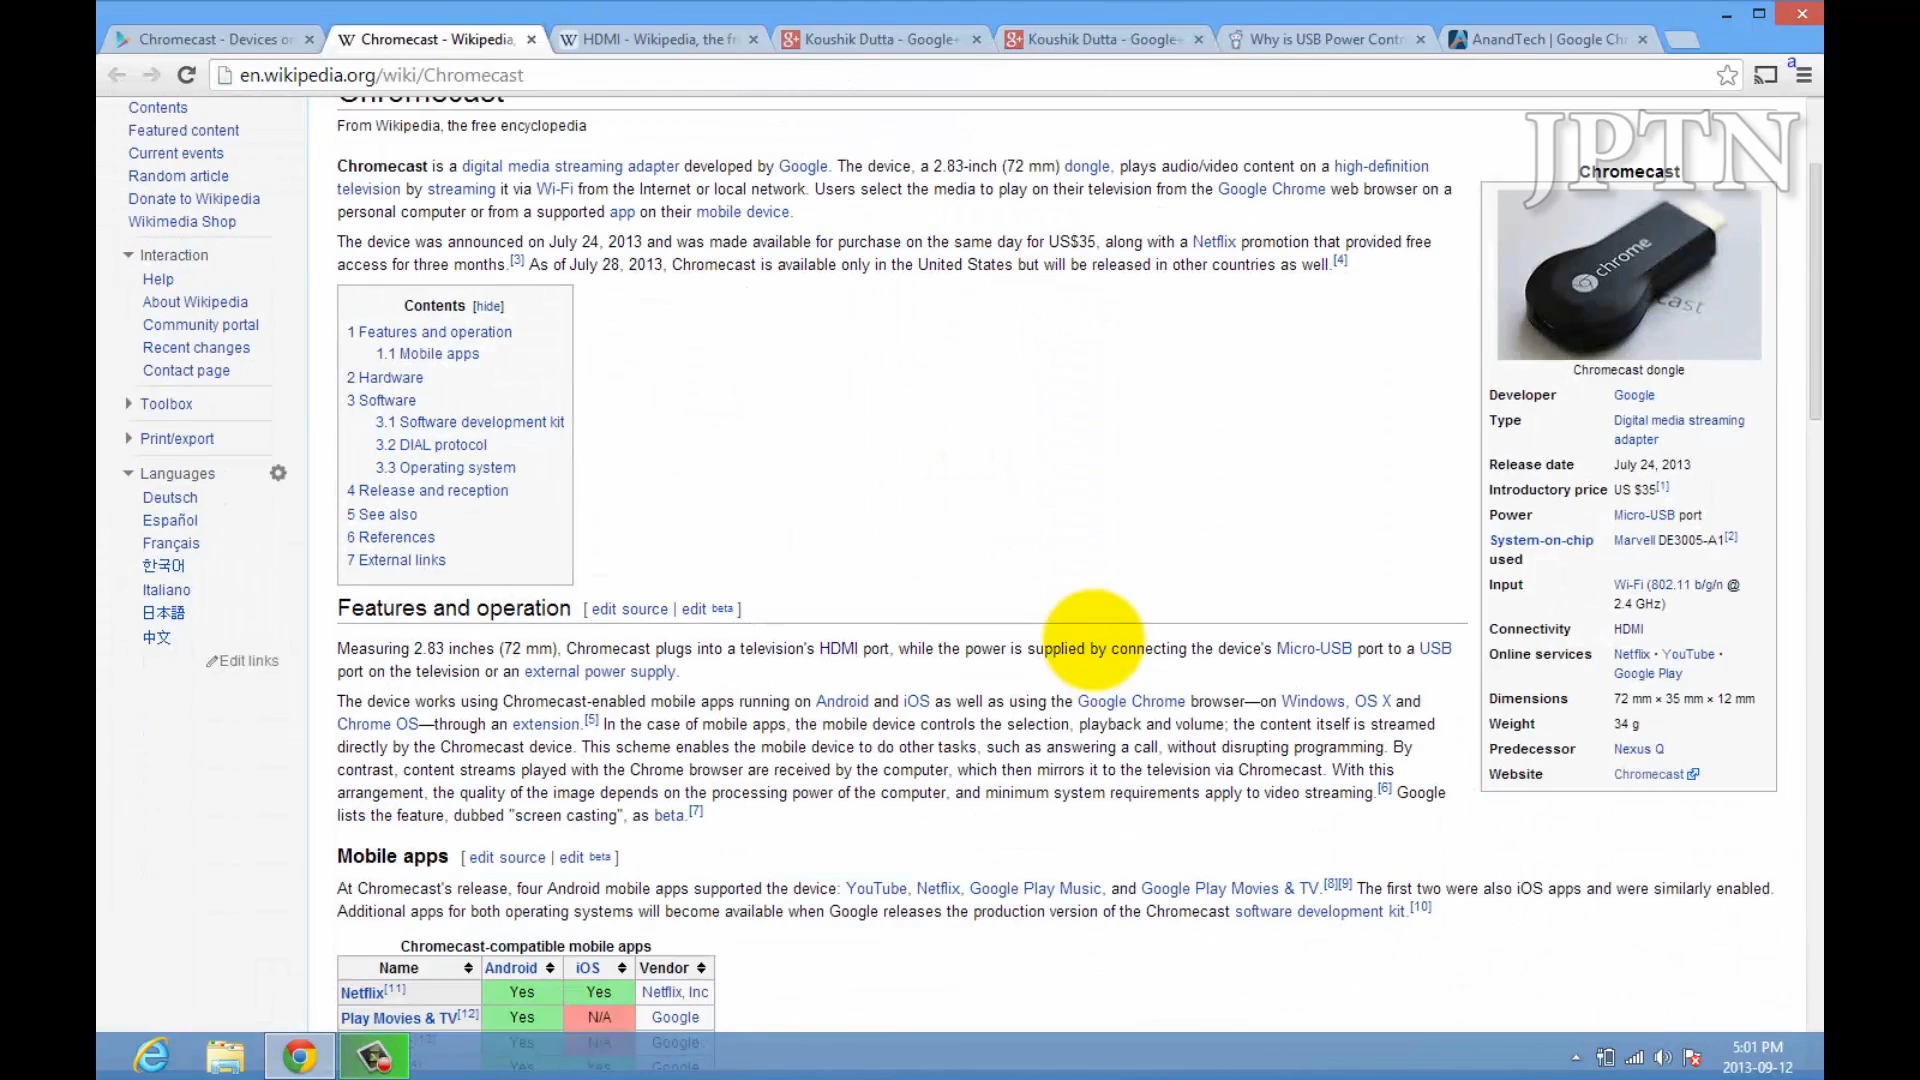 Chromecast - Devices o
Chromecast - Wikipedia,
HDMI - Wikipedia, the fr
Koushik Dutta - Google+
Koushik Dutta - Google+
Why is USB Power Contr
AnandTech | Google Chr
en.wikipedia.org/wiki/Chromecast
a
JPTN
Contents
Featured content
Current events
Random article
Donate to Wikipedia
Wikimedia Shop
Interaction
Help
About Wikipedia
Community portal
Recent changes
Contact page
Toolbox
Print/export
Languages
Deutsch
Español
Français
한국어
Italiano
日本語
中文
Edit links
Chromecast
From Wikipedia, the free encyclopedia
Chromecast is a digital media streaming adapter developed by Google. The device, a 2.83-inch (72 mm) dongle, plays audio/video content on a high-definition
television by streaming it via Wi-Fi from the Internet or local network. Users select the media to play on their television from the Google Chrome web browser on a
personal computer or from a supported app on their mobile device.
The device was announced on July 24, 2013 and was made available for purchase on the same day for US$35, along with a Netflix promotion that provided free
access for three months.[3] As of July 28, 2013, Chromecast is available only in the United States but will be released in other countries as well.[4]
Contents [hide]
1 Features and operation
1.1 Mobile apps
2 Hardware
3 Software
3.1 Software development kit
3.2 DIAL protocol
3.3 Operating system
4 Release and reception
5 See also
6 References
7 External links
Features and operation [ edit source | edit beta ]
Measuring 2.83 inches (72 mm), Chromecast plugs into a television's HDMI port, while the power is supplied by connecting the device's Micro-USB port to a USB
port on the television or an external power supply.
The device works using Chromecast-enabled mobile apps running on Android and iOS as well as using the Google Chrome browser—on Windows, OS X and
Chrome OS—through an extension.[5] In the case of mobile apps, the mobile device controls the selection, playback and volume; the content itself is streamed
directly by the Chromecast device. This scheme enables the mobile device to do other tasks, such as answering a call, without disrupting programming. By
contrast, content streams played with the Chrome browser are received by the computer, which then mirrors it to the television via Chromecast. With this
arrangement, the quality of the image depends on the processing power of the computer, and minimum system requirements apply to video streaming.[6] Google
lists the feature, dubbed "screen casting", as beta.[7]
Mobile apps [ edit source | edit beta ]
At Chromecast's release, four Android mobile apps supported the device: YouTube, Netflix, Google Play Music, and Google Play Movies & TV.[8][9] The first two were also iOS apps and were similarly enabled.
Additional apps for both operating systems will become available when Google releases the production version of the Chromecast software development kit.[10]
Chromecast-compatible mobile apps
Name Android iOS Vendor
Netflix[11] Yes Yes Netflix, Inc
Play Movies & TV[12] Yes N/A Google
[13] Yes N/A Google
Yes Yes Google
Chromecast
chrome
cast
Chromecast dongle
Developer Google
Type Digital media streaming
adapter
Release date July 24, 2013
Introductory price US $35[1]
Power Micro-USB port
System-on-chip Marvell DE3005-A1[2]
used
Input Wi-Fi (802.11 b/g/n @
2.4 GHz)
Connectivity HDMI
Online services Netflix · YouTube ·
Google Play
Dimensions 72 mm × 35 mm × 12 mm
Weight 34 g
Predecessor Nexus Q
Website Chromecast
5:01 PM
2013-09-12